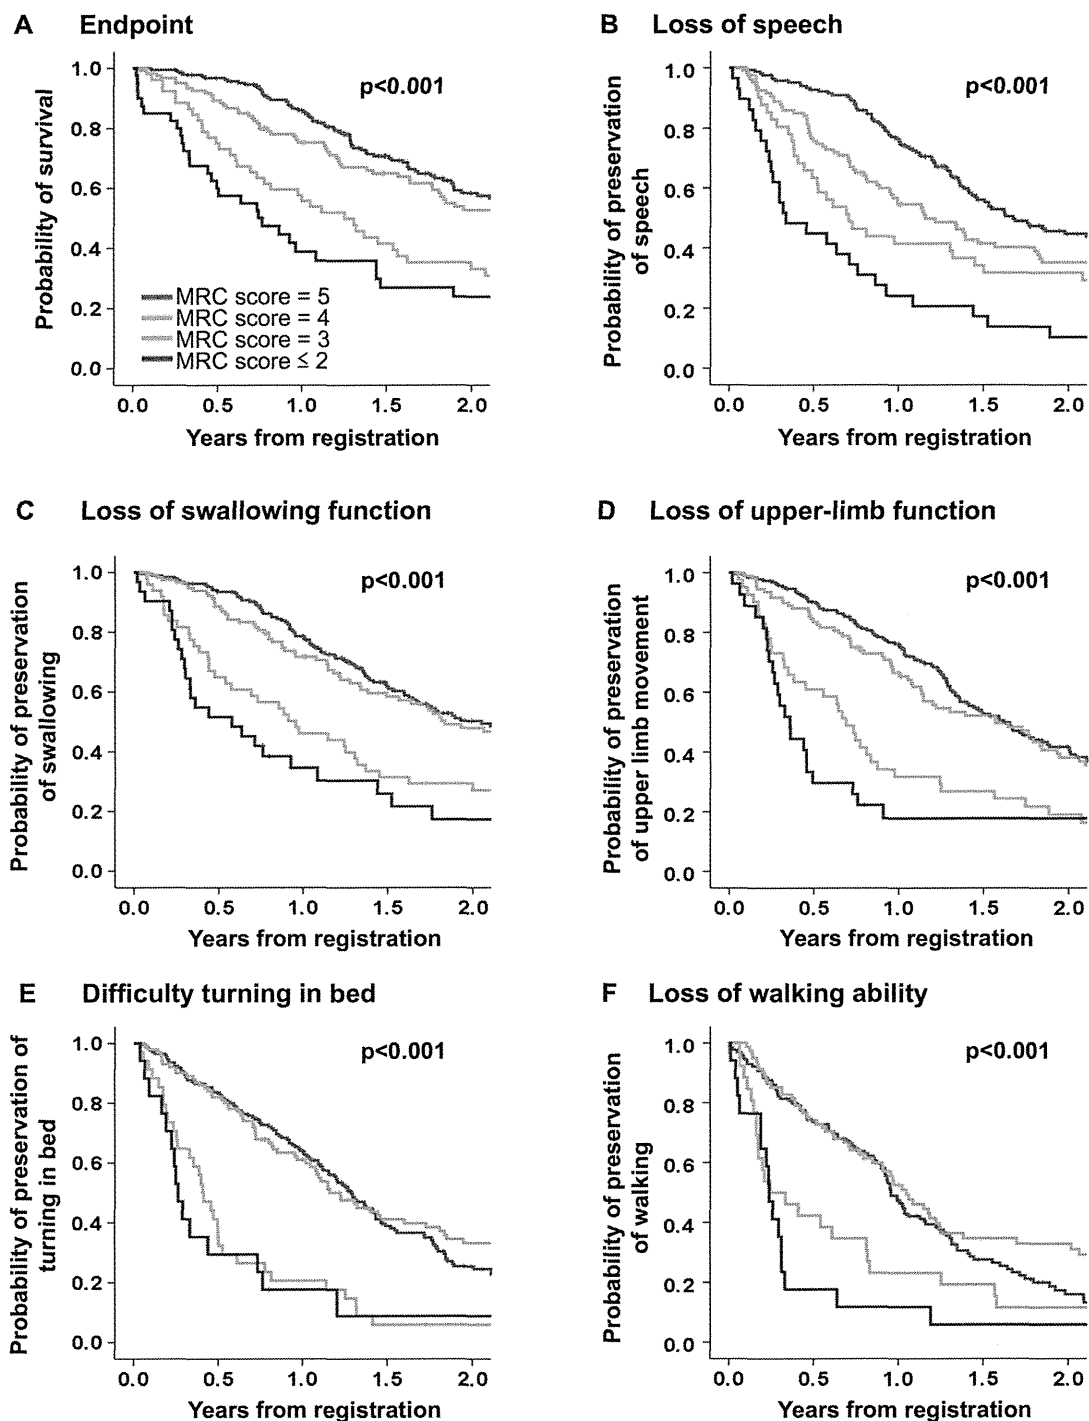 A Endpoint
Probability of survival
1.0
0.8
0.6
0.4
0.2
0.0
p<0.001
MRC score = 5
MRC score = 4
MRC score = 3
MRC score ≤ 2
0.0 0.5 1.0 1.5 2.0
Years from registration
B Loss of speech
Probability of preservation
of speech
1.0
0.8
0.6
0.4
0.2
0.0
p<0.001
0.0 0.5 1.0 1.5 2.0
Years from registration
C Loss of swallowing function
Probability of preservation
of swallowing
1.0
0.8
0.6
0.4
0.2
0.0
p<0.001
0.0 0.5 1.0 1.5 2.0
Years from registration
D Loss of upper-limb function
Probability of preservation
of upper limb movement
1.0
0.8
0.6
0.4
0.2
0.0
p<0.001
0.0 0.5 1.0 1.5 2.0
Years from registration
E Difficulty turning in bed
Probability of preservation of
turning in bed
1.0
0.8
0.6
0.4
0.2
0.0
p<0.001
0.0 0.5 1.0 1.5 2.0
Years from registration
F Loss of walking ability
Probability of preservation
of walking
1.0
0.8
0.6
0.4
0.2
0.0
p<0.001
0.0 0.5 1.0 1.5 2.0
Years from registration